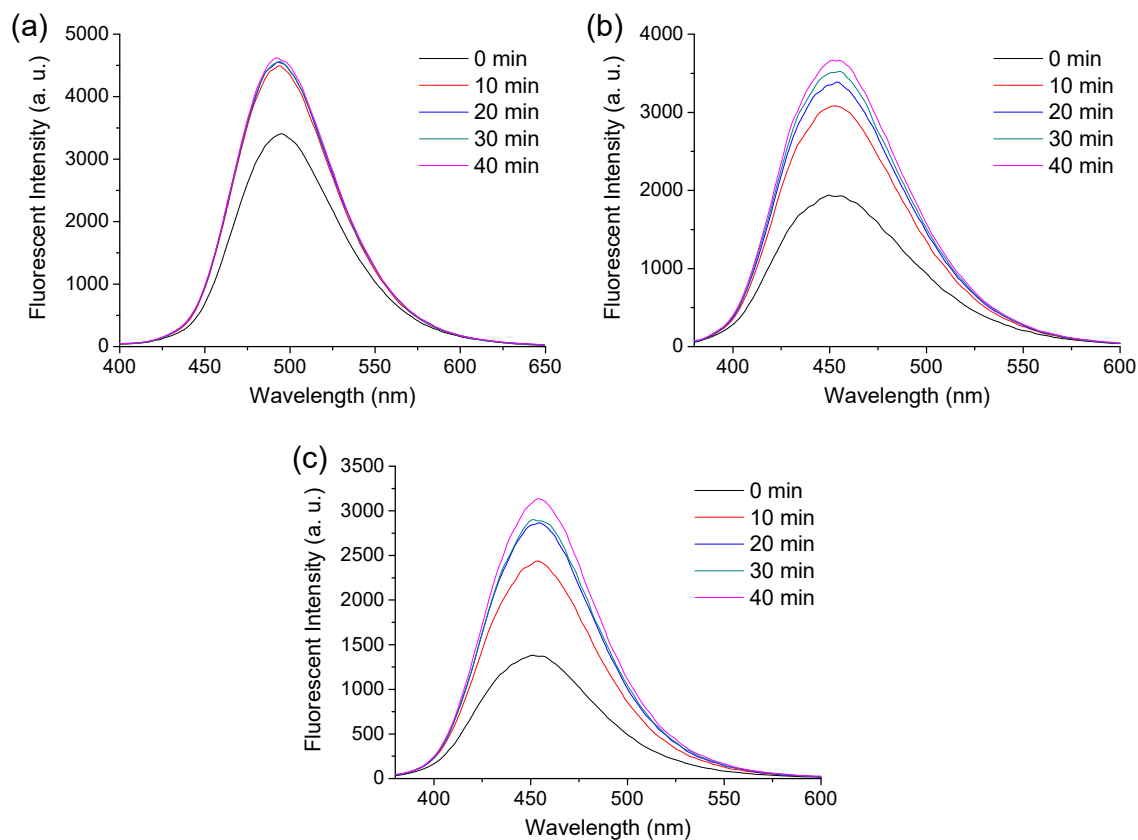 (a)
5000
4000
3000
2000
1000
0
Fluorescent Intensity (a. u.)
400 450 500 550 600 650
Wavelength (nm)
0 min
10 min
20 min
30 min
40 min
(b)
4000
3000
2000
1000
0
Fluorescent Intensity (a. u.)
400 450 500 550 600
Wavelength (nm)
0 min
10 min
20 min
30 min
40 min
(c)
3500
3000
2500
2000
1500
1000
500
0
Fluorescent Intensity (a. u.)
400 450 500 550 600
Wavelength (nm)
0 min
10 min
20 min
30 min
40 min